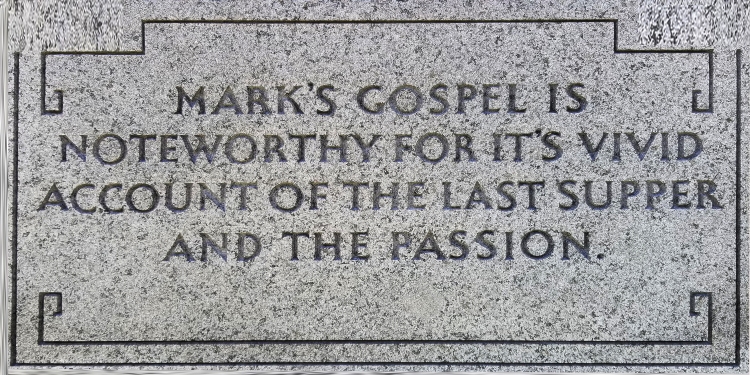 MARK'S GOSPEL IS
NOTEWORTHY FOR IT'S VIVID
ACCOUNT OF THE LAST SUPPER
AND THE PASSION.